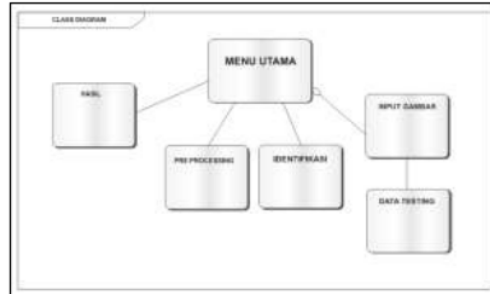 CLASS DIAGRAM
MENU UTAMA
HASIL
INPUT GAMBAR
PRE PROCESSING
IDENTIFIKASI
DATA TESTING